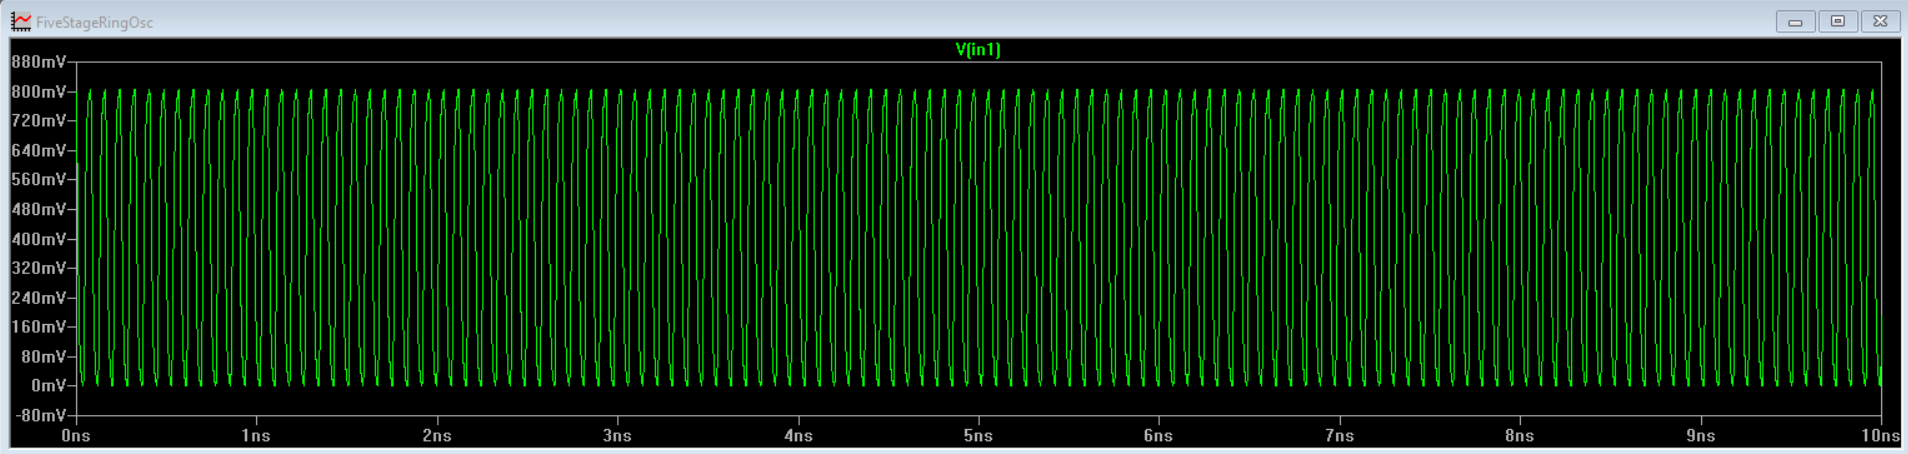 FiveStageRingOsc
V(in1)
880mV
800mV
720mV
640mV
560mV
480mV
400mV
320mV
240mV
160mV
80mV
0mV
-80mV
0ns 1ns 2ns 3ns 4ns 5ns 6ns 7ns 8ns 9ns 10ns